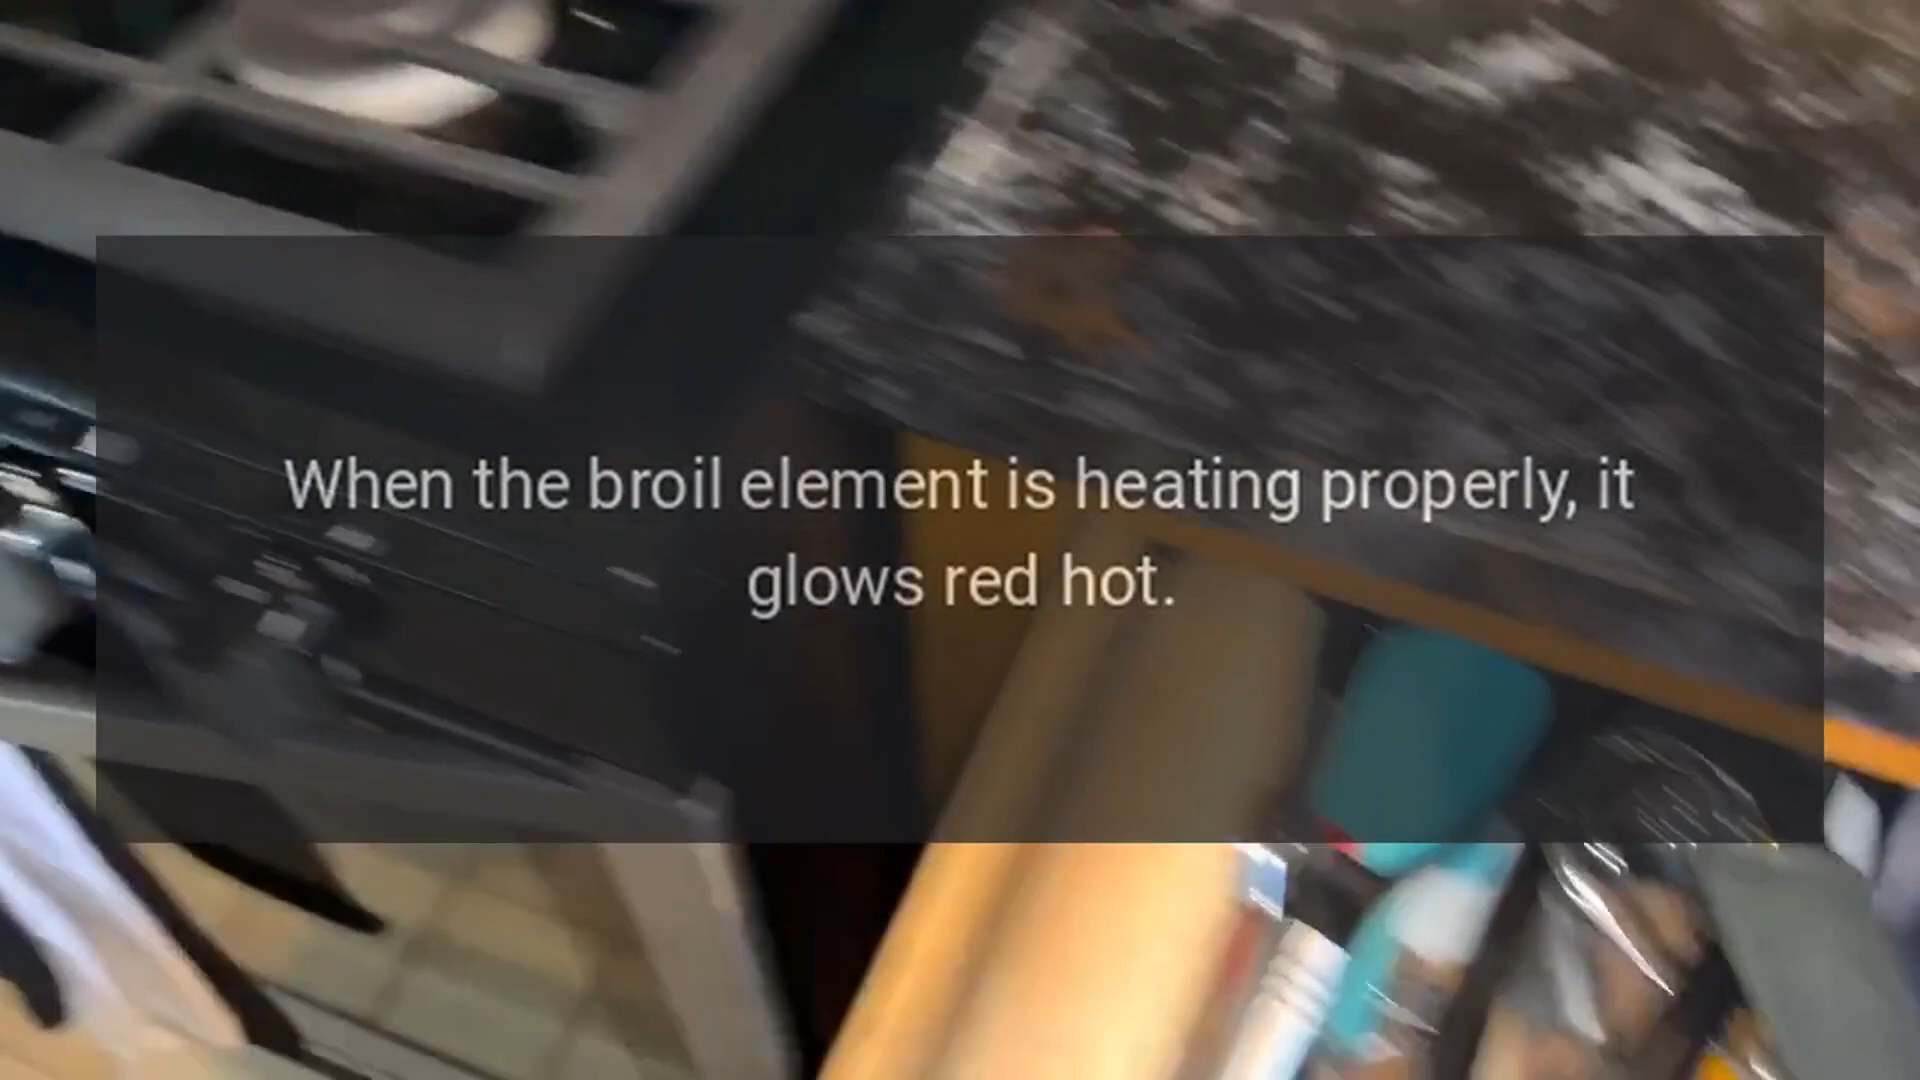 When the broil element is heating properly, it
glows red hot.